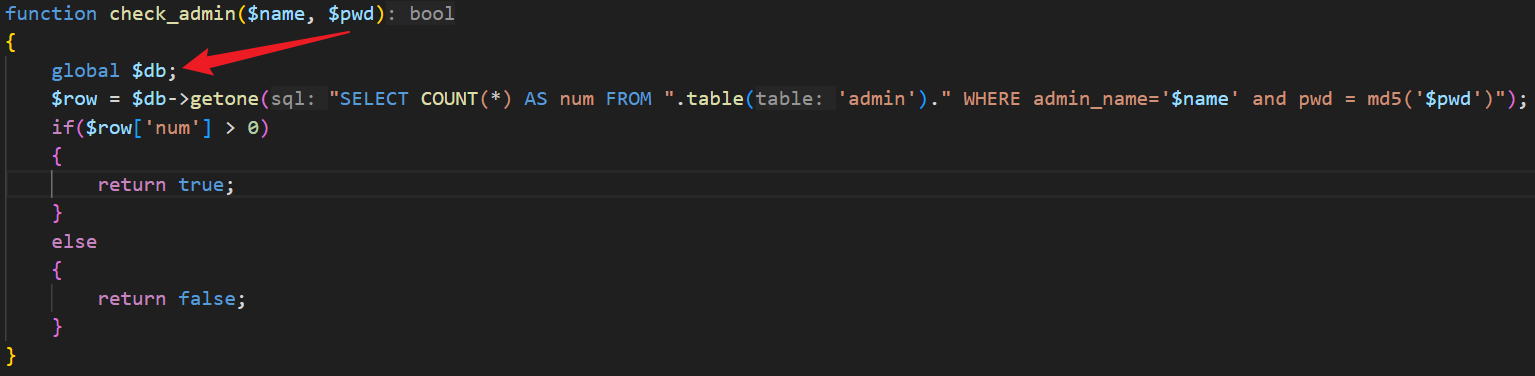 function check_admin($name, $pwd): bool
{
    global $db;
    $row = $db->getone(sql: "SELECT COUNT(*) AS num FROM ".table(table: 'admin')." WHERE admin_name='$name' and pwd = md5('$pwd')");
    if($row['num'] > 0)
    {
        return true;
    }
    else
    {
        return false;
    }
}